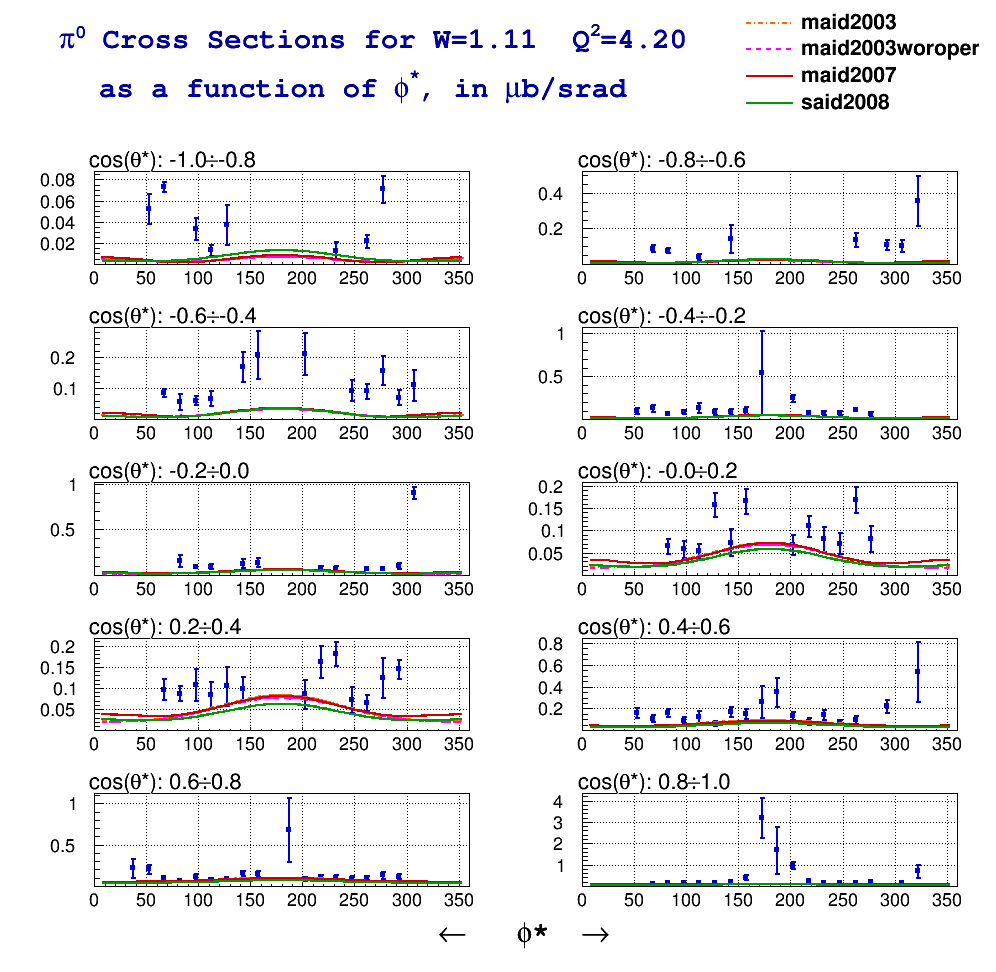 π⁰ Cross Sections for W=1.11 Q²=4.20
as a function of ϕ*, in μb/srad
maid2003
maid2003woroper
maid2007
said2008
cos(θ*): -1.0÷-0.8
0.08
0.06
0.04
0.02
0 50 100 150 200 250 300 350
cos(θ*): -0.8÷-0.6
0.4
0.2
0 50 100 150 200 250 300 350
cos(θ*): -0.6÷-0.4
0.2
0.1
0 50 100 150 200 250 300 350
cos(θ*): -0.4÷-0.2
1
0.5
0 50 100 150 200 250 300 350
cos(θ*): -0.2÷0.0
1
0.5
0 50 100 150 200 250 300 350
cos(θ*): -0.0÷0.2
0.2
0.15
0.1
0.05
0 50 100 150 200 250 300 350
cos(θ*): 0.2÷0.4
0.2
0.15
0.1
0.05
0 50 100 150 200 250 300 350
cos(θ*): 0.4÷0.6
0.8
0.6
0.4
0.2
0 50 100 150 200 250 300 350
cos(θ*): 0.6÷0.8
1
0.5
0 50 100 150 200 250 300 350
cos(θ*): 0.8÷1.0
4
3
2
1
0 50 100 150 200 250 300 350
← ϕ* →